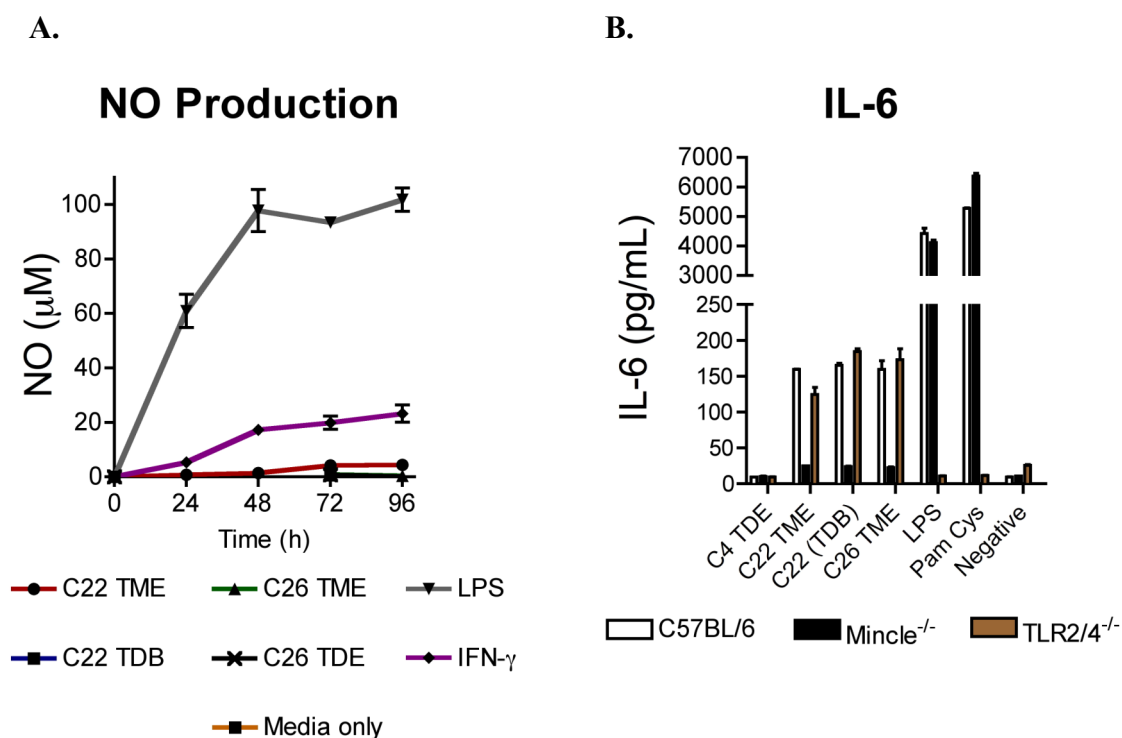 A.
B.
NO Production
NO (μM)
100
80
60
40
20
0
0 24 48 72 96
Time (h)
C22 TME C26 TME LPS
C22 TDB C26 TDE IFN-γ
Media only
IL-6
IL-6 (pg/mL)
7000
6000
5000
4000
3000
250
200
150
100
50
0
C4 TDE
C22 TME
C22 (TDB)
C26 TME
LPS
Pam Cys
Negative
C57BL/6 Mincle-/- TLR2/4-/-